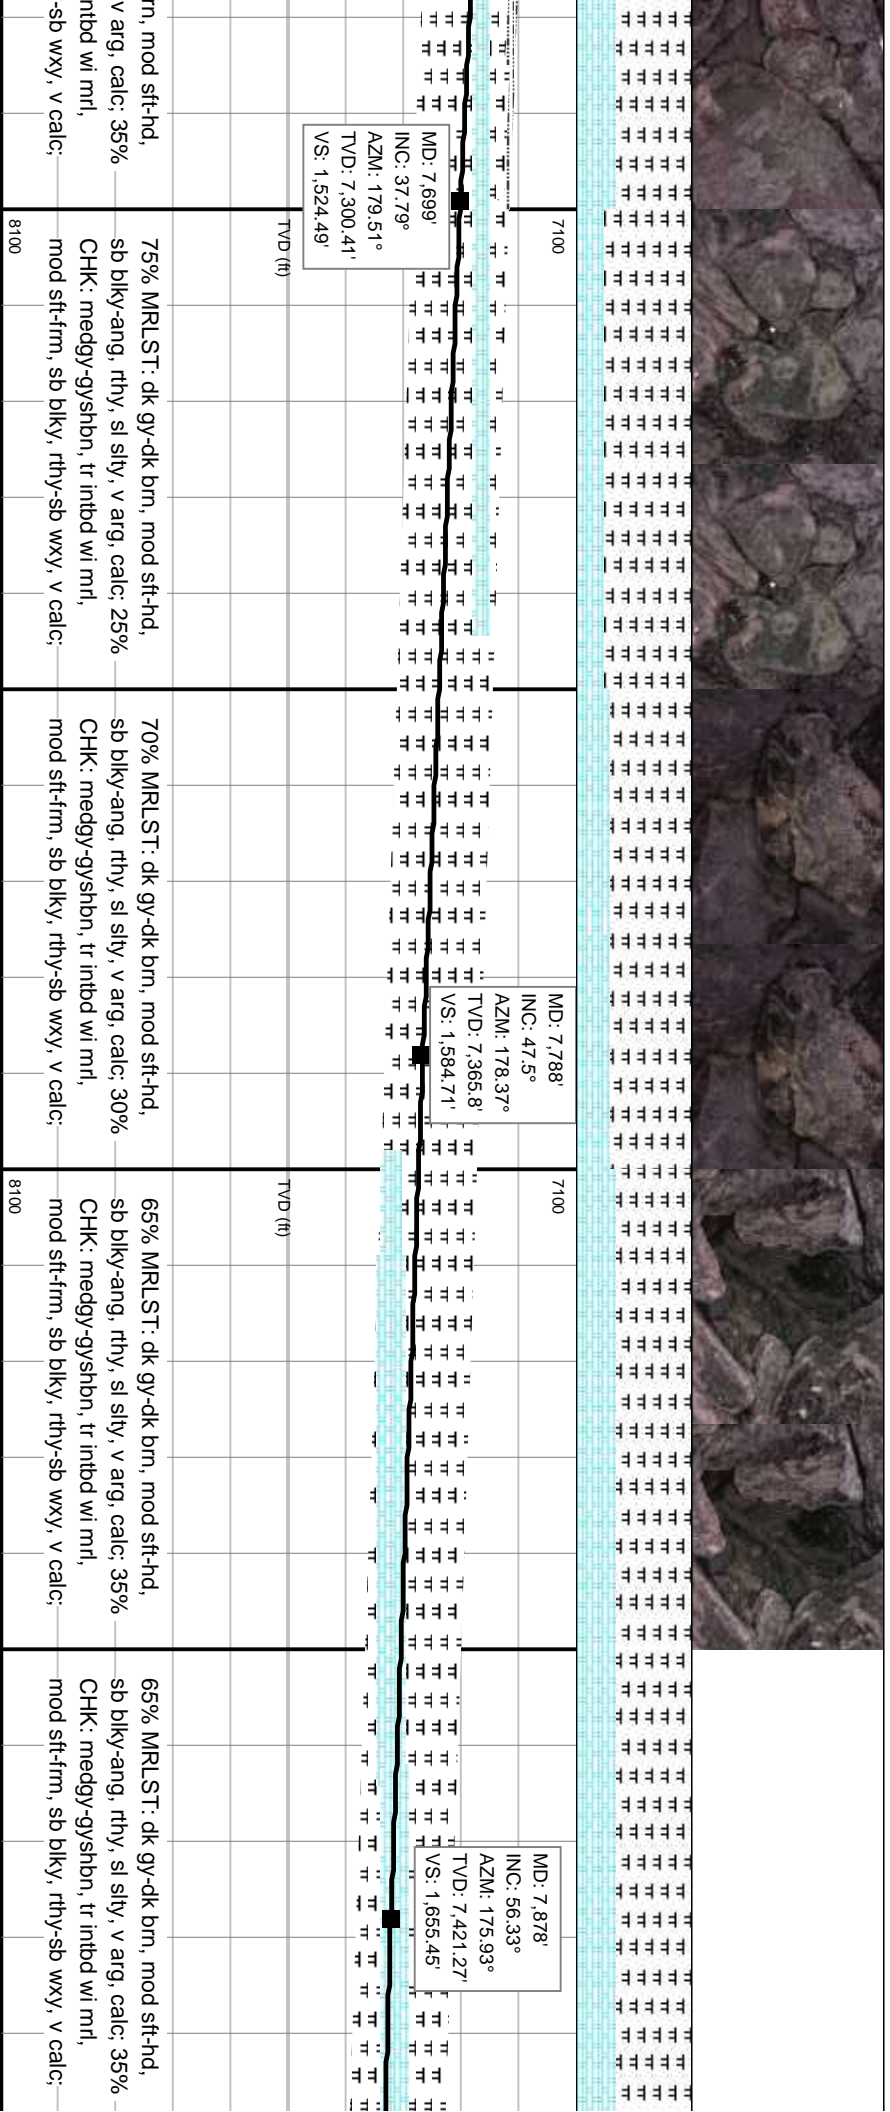 rn, mod sft-hd,
v arg, calc; 35%
ntbd wi mrl,
-sb wxy, v calc;
MD: 7,699'
INC: 37.79°
AZM: 179.51°
TVD: 7,300.41'
VS: 1,524.49'
7100
TVD (ft)
8100
75% MRLST: dk gy-dk brn, mod sft-hd,
sb blky-ang, rthy, sl slty, v arg, calc; 25%
CHK: medgy-gyshbn, tr intbd wi mrl,
mod sft-frm, sb blky, rthy-sb wxy, v calc;
70% MRLST: dk gy-dk brn, mod sft-hd,
sb blky-ang, rthy, sl slty, v arg, calc; 30%
CHK: medgy-gyshbn, tr intbd wi mrl,
mod sft-frm, sb blky, rthy-sb wxy, v calc;
MD: 7,788'
INC: 47.5°
AZM: 178.37°
TVD: 7,365.8'
VS: 1,584.71'
7100
TVD (ft)
8100
65% MRLST: dk gy-dk brn, mod sft-hd,
sb blky-ang, rthy, sl slty, v arg, calc; 35%
CHK: medgy-gyshbn, tr intbd wi mrl,
mod sft-frm, sb blky, rthy-sb wxy, v calc;
65% MRLST: dk gy-dk brn, mod sft-hd,
sb blky-ang, rthy, sl slty, v arg, calc; 35%
CHK: medgy-gyshbn, tr intbd wi mrl,
mod sft-frm, sb blky, rthy-sb wxy, v calc;
MD: 7,878'
INC: 56.33°
AZM: 175.93°
TVD: 7,421.27'
VS: 1,655.45'